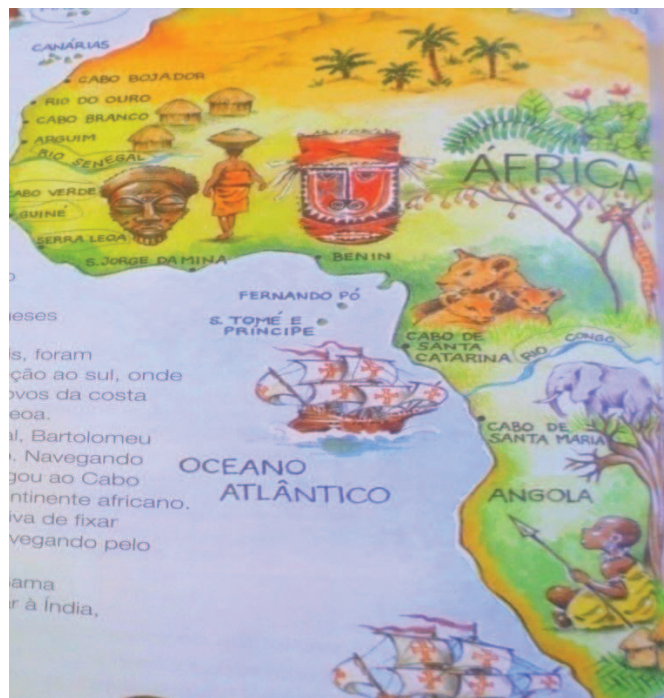 CANÁRIAS
CABO BOJADOR
RIO DO OURO
CABO BRANCO
ARGUIM
RIO SENEGAL
ÁFRICA
CABO VERDE
GUINÉ
SERRA LEOA
S. JORGE DA MINA
BENIN
FERNANDO PÓ
S. TOMÉ E
PRÍNCIPE
CABO DE
SANTA
CATARINA
RIO CONGO
CABO DE
SANTA MARIA
OCEANO
ATLÂNTICO
ANGOLA
o
eses
s, foram
ção ao sul, onde
ovos da costa
eoa.
al, Bartolomeu
. Navegando
gou ao Cabo
ontinente africano.
iva de fixar
vegando pelo
ama
r à Índia,